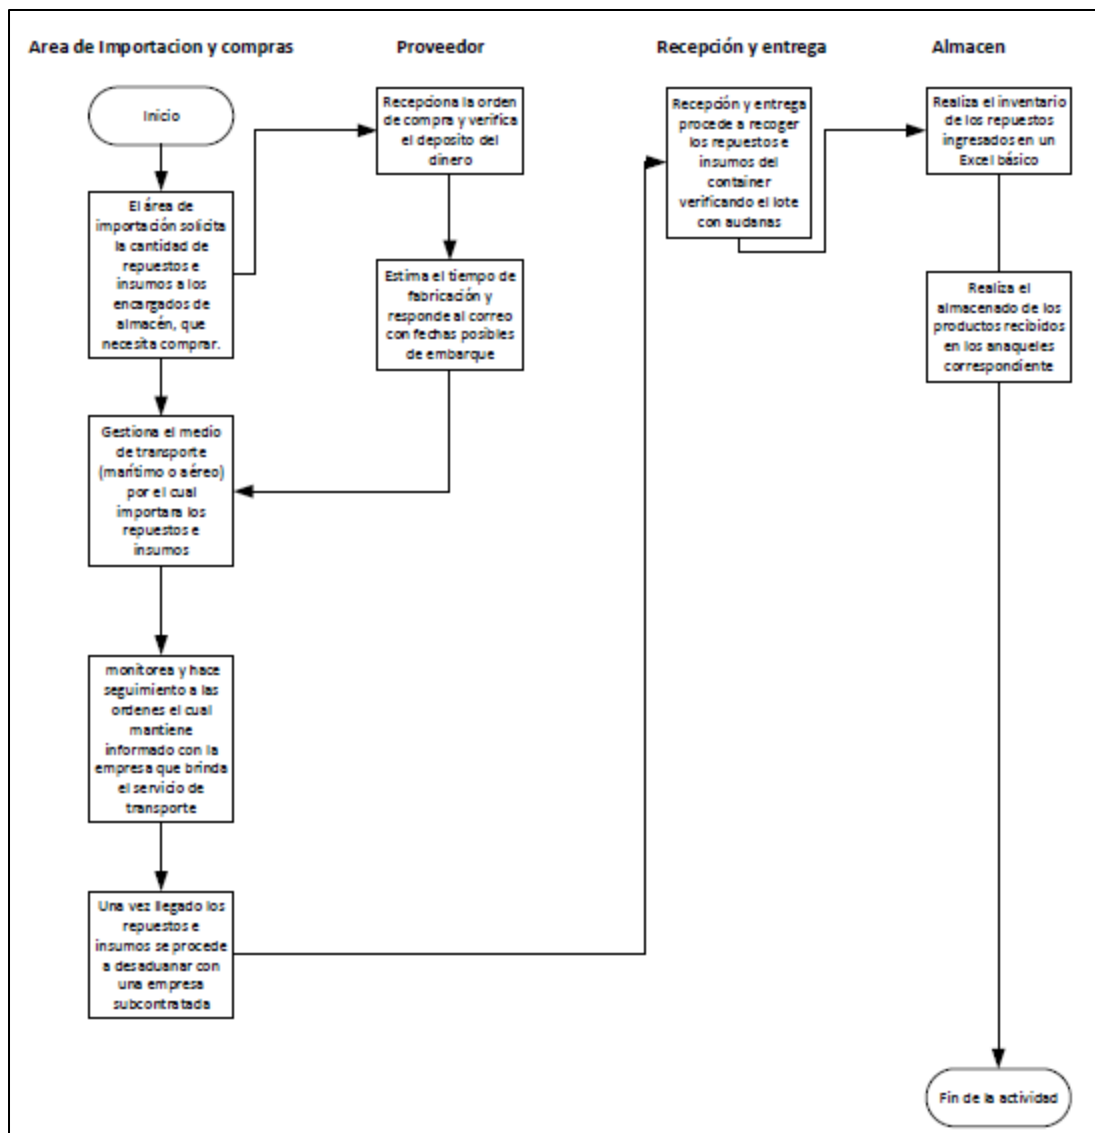 Area de Importacion y compras
Proveedor
Recepción y entrega
Almacen
Inicio
El área de
importación solicita
la cantidad de
repuestos e
insumos a los
encargados de
almacén, que
necesita comprar.
Gestiona el medio
de transporte
(marítimo o aéreo)
por el cual
importara los
repuestos e
insumos
monitorea y hace
seguimiento a las
ordenes el cual
mantiene
informado con la
empresa que brinda
el servicio de
transporte
Una vez llegado los
repuestos e
insumos se procede
a desaduanar con
una empresa
subcontratada
Recepciona la orden
de compra y verifica
el deposito del
dinero
Estima el tiempo de
fabricación y
responde al correo
con fechas posibles
de embarque
Recepción y entrega
procede a recoger
los repuestos e
insumos del
container
verificando el lote
con audanas
Realiza el inventario
de los repuestos
ingresados en un
Excel básico
Realiza el
almacenado de los
productos recibidos
en los anaqueles
correspondiente
Fin de la actividad